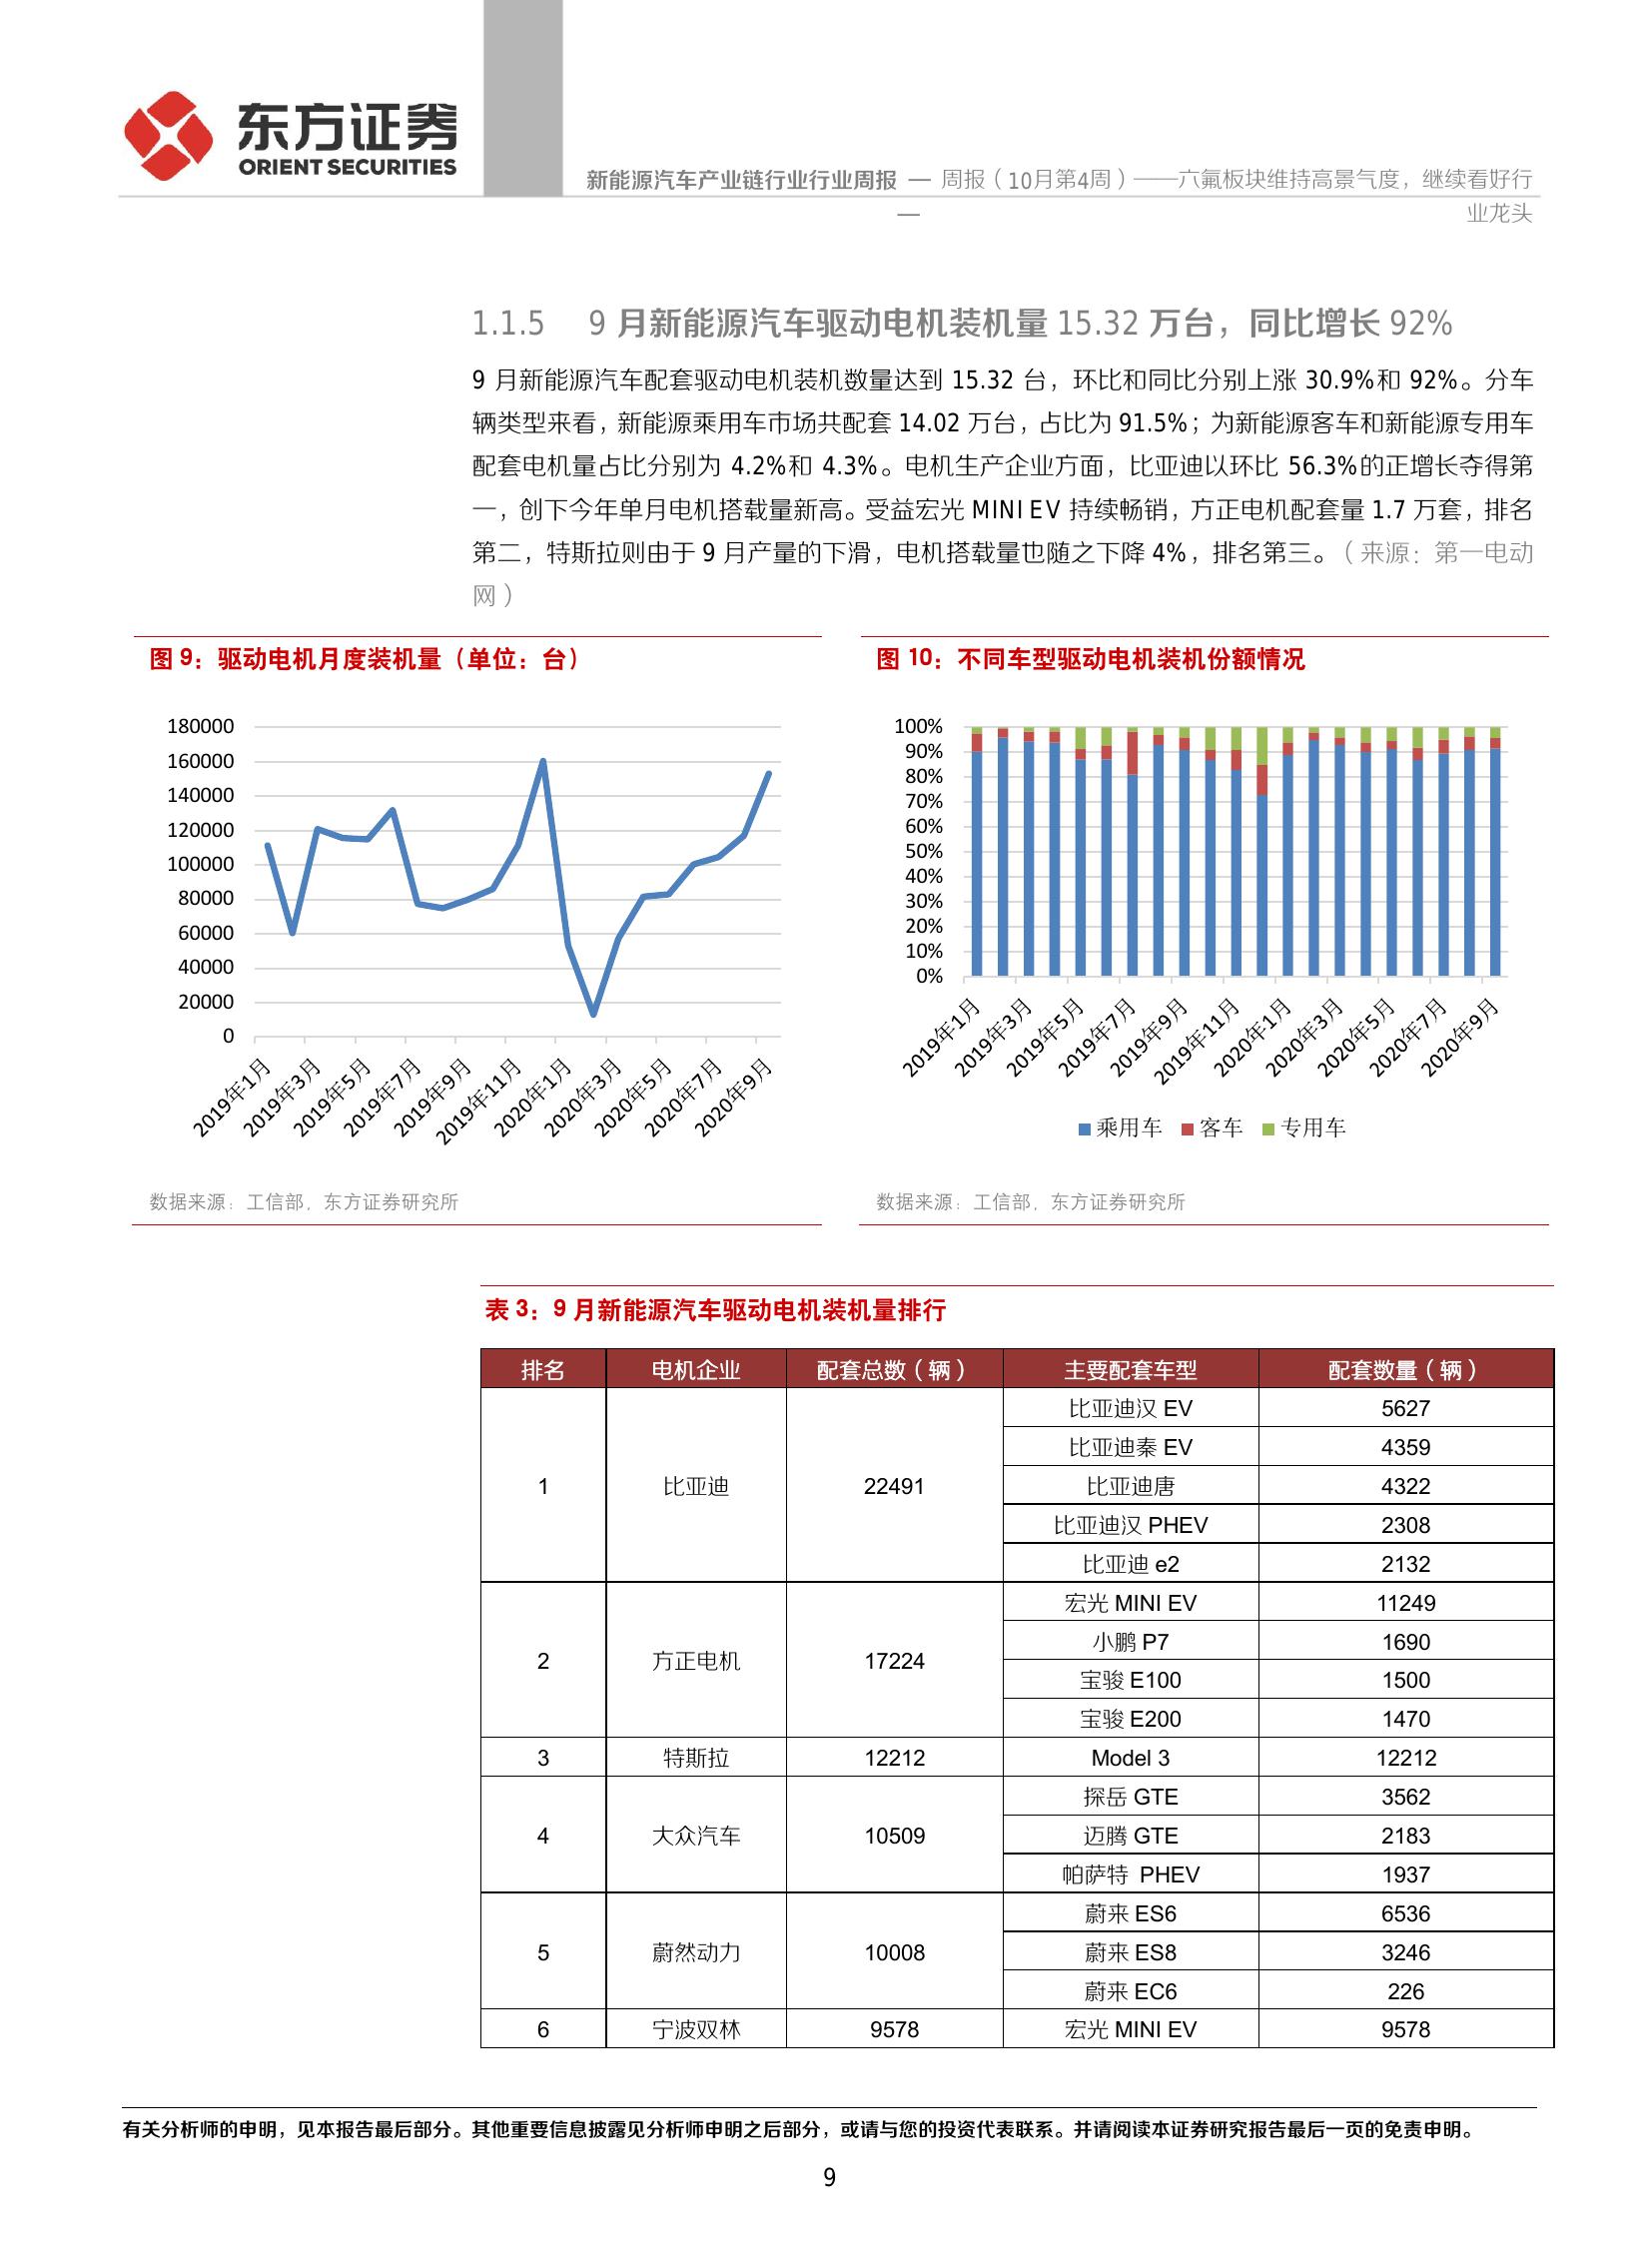 东方证券
ORIENT SECURITIES
新能源汽车产业链行业行业周报 — 周报（10月第4周）——六氟板块维持高景气度，继续看好行
—
业龙头
1.1.5 9 月新能源汽车驱动电机装机量 15.32 万台，同比增长 92%
9 月新能源汽车配套驱动电机装机数量达到 15.32 台，环比和同比分别上涨 30.9%和 92%。分车
辆类型来看，新能源乘用车市场共配套 14.02 万台，占比为 91.5%；为新能源客车和新能源专用车
配套电机量占比分别为 4.2%和 4.3%。电机生产企业方面，比亚迪以环比 56.3%的正增长夺得第
一，创下今年单月电机搭载量新高。受益宏光 MINI EV 持续畅销，方正电机配套量 1.7 万套，排名
第二，特斯拉则由于 9 月产量的下滑，电机搭载量也随之下降 4%，排名第三。（来源：第一电动
网）
图 9：驱动电机月度装机量（单位：台）
180000
160000
140000
120000
100000
80000
60000
40000
20000
0
2019年1月
2019年3月
2019年5月
2019年7月
2019年9月
2019年11月
2020年1月
2020年3月
2020年5月
2020年7月
2020年9月
数据来源：工信部，东方证券研究所
图 10：不同车型驱动电机装机份额情况
100%
90%
80%
70%
60%
50%
40%
30%
20%
10%
0%
2019年1月
2019年3月
2019年5月
2019年7月
2019年9月
2019年11月
2020年1月
2020年3月
2020年5月
2020年7月
2020年9月
乘用车 客车 专用车
数据来源：工信部，东方证券研究所
表 3：9 月新能源汽车驱动电机装机量排行
排名 电机企业 配套总数（辆） 主要配套车型 配套数量（辆）
1 比亚迪 22491 比亚迪汉 EV 5627
比亚迪秦 EV 4359
比亚迪唐 4322
比亚迪汉 PHEV 2308
比亚迪 e2 2132
2 方正电机 17224 宏光 MINI EV 11249
小鹏 P7 1690
宝骏 E100 1500
宝骏 E200 1470
3 特斯拉 12212 Model 3 12212
4 大众汽车 10509 探岳 GTE 3562
迈腾 GTE 2183
帕萨特 PHEV 1937
5 蔚然动力 10008 蔚来 ES6 6536
蔚来 ES8 3246
蔚来 EC6 226
6 宁波双林 9578 宏光 MINI EV 9578
有关分析师的申明，见本报告最后部分。其他重要信息披露见分析师申明之后部分，或请与您的投资代表联系。并请阅读本证券研究报告最后一页的免责申明。
9